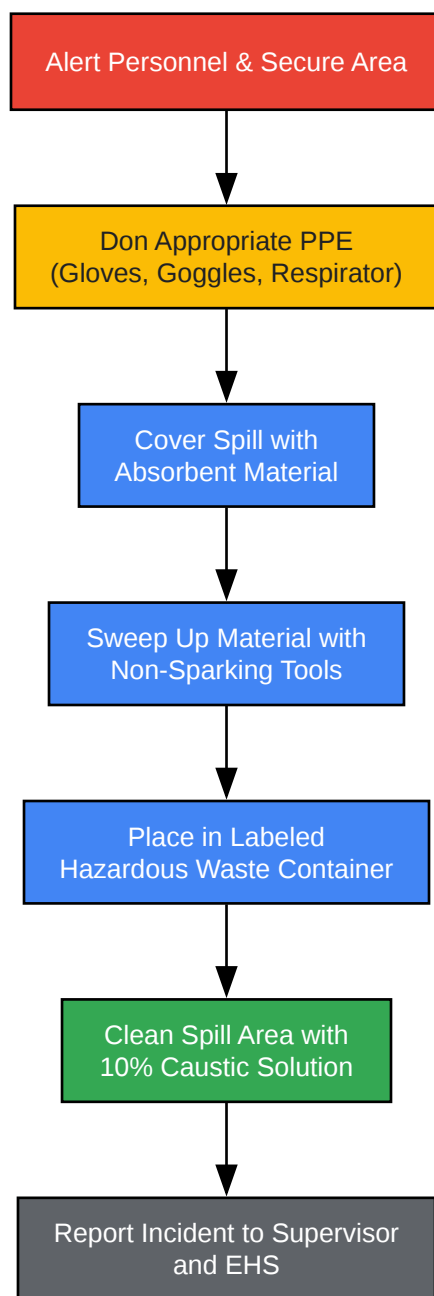 Alert Personnel & Secure Area
Don Appropriate PPE
(Gloves, Goggles, Respirator)
Cover Spill with
Absorbent Material
Sweep Up Material with
Non-Sparking Tools
Place in Labeled
Hazardous Waste Container
Clean Spill Area with
10% Caustic Solution
Report Incident to Supervisor
and EHS